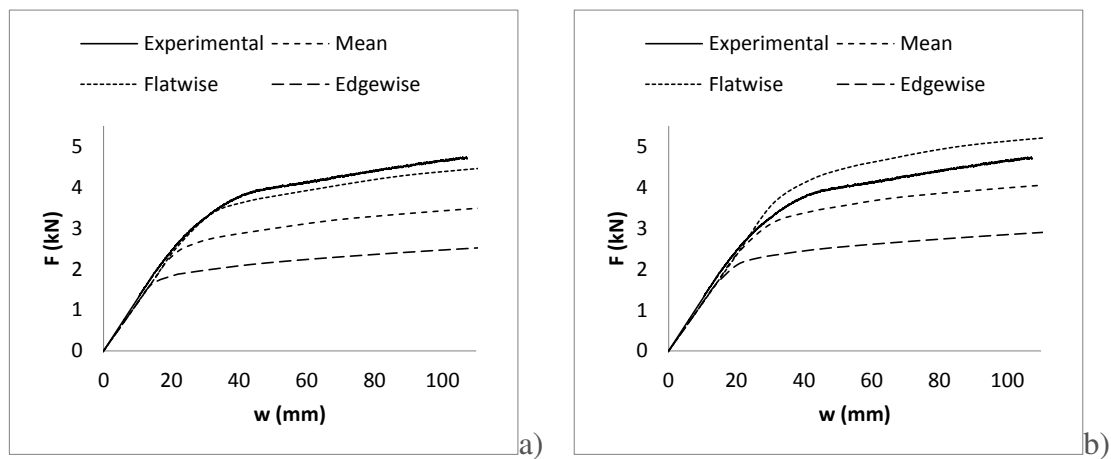 Experimental Mean
Flatwise Edgewise
5
4
3
2
1
0
F (kN)
0 20 40 60 80 100
w (mm)
a)
Experimental Mean
Flatwise Edgewise
5
4
3
2
1
0
F (kN)
0 20 40 60 80 100
w (mm)
b)